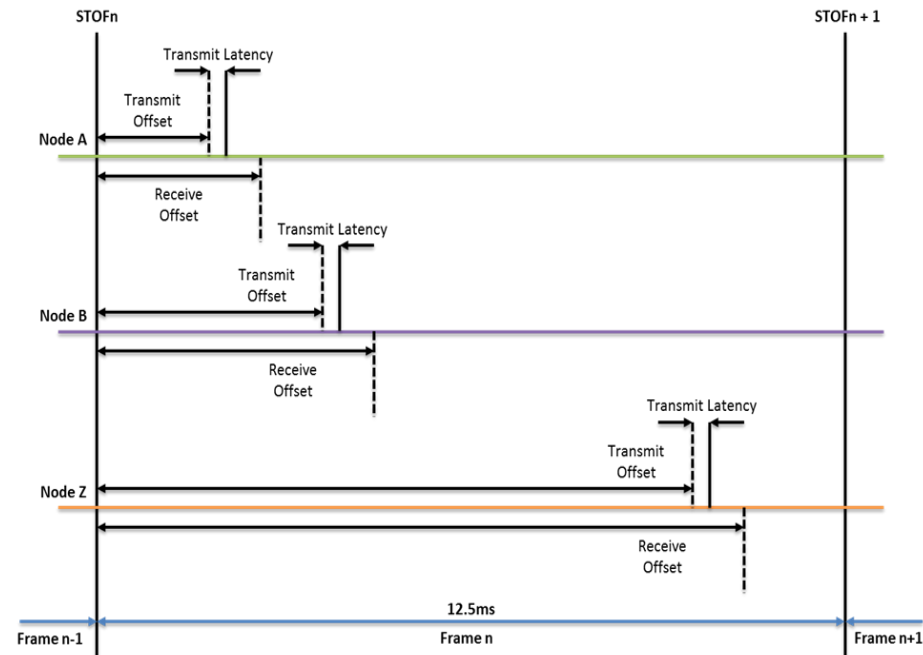 STOFn
STOFn + 1
Transmit Latency
Transmit
Offset
Node A
Receive
Offset
Transmit Latency
Transmit
Offset
Node B
Receive
Offset
Transmit Latency
Transmit
Offset
Node Z
Receive
Offset
12.5ms
Frame n-1
Frame n
Frame n+1